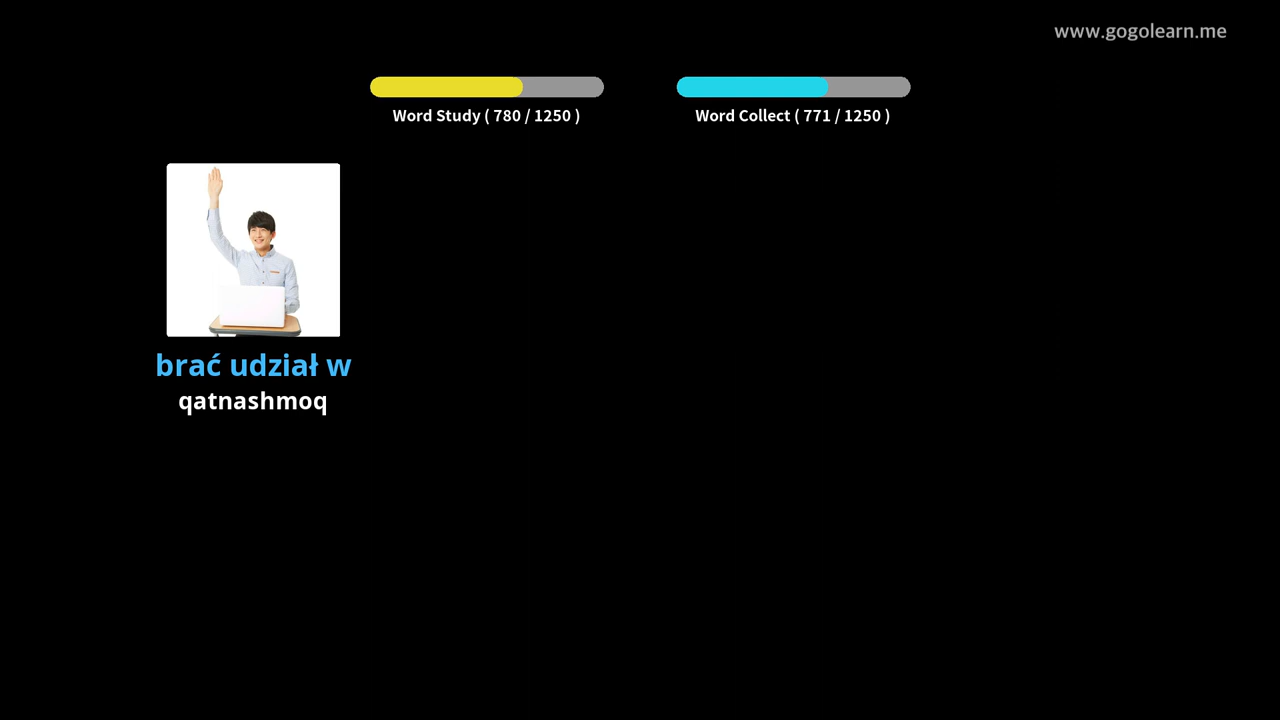 www.gogolearn.me
Word Study ( 780 / 1250 )
Word Collect ( 771 / 1250 )
brać udział w
qatnashmoq